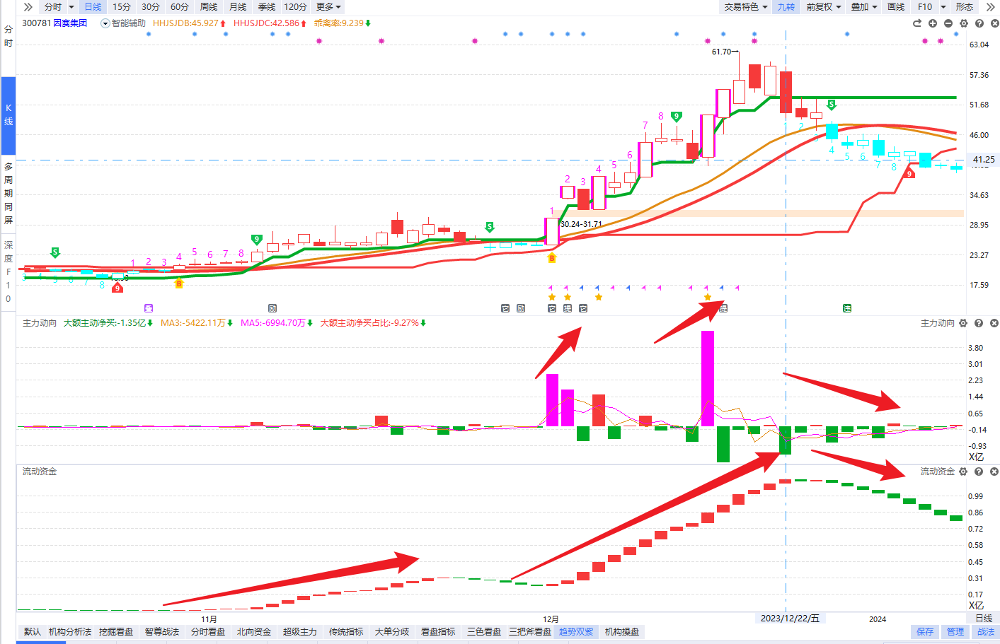 分时 日线 15分 30分 60分 周线 月线 季线 120分 更多 交易特色 九转 前复权 叠加 画线 F10 形态
300781 因赛集团 智能辅助 HHJSJDB:45.927 HHJSJDC:42.586 乖离率:9.239
分时
K线
多周期同屏
深度F10
63.04
57.36
51.68
46.00
41.25
34.63
28.95
23.27
17.59
61.70
30.24-31.71
1 2 3 4 5 6 7 8 9
S
B
主力动向 大额主动净买:-1.35亿 MA3:-5422.11万 MA5:-6994.70万 大额主动净买占比:-9.27% 主力动向
3.80
3.01
2.23
1.44
0.65
-0.14
-0.93
X亿
流动资金 流动资金
0.99
0.86
0.72
0.58
0.45
0.31
0.17
X亿
11月 12月 2023/12/22/五 2024 日线
默认 机构分析法 挖掘看盘 智尊战法 分时看盘 北向资金 超级主力 传统指标 大单分歧 看盘指标 三色看盘 三把斧看盘 趋势双紫 机构操盘 保存 管理 战法